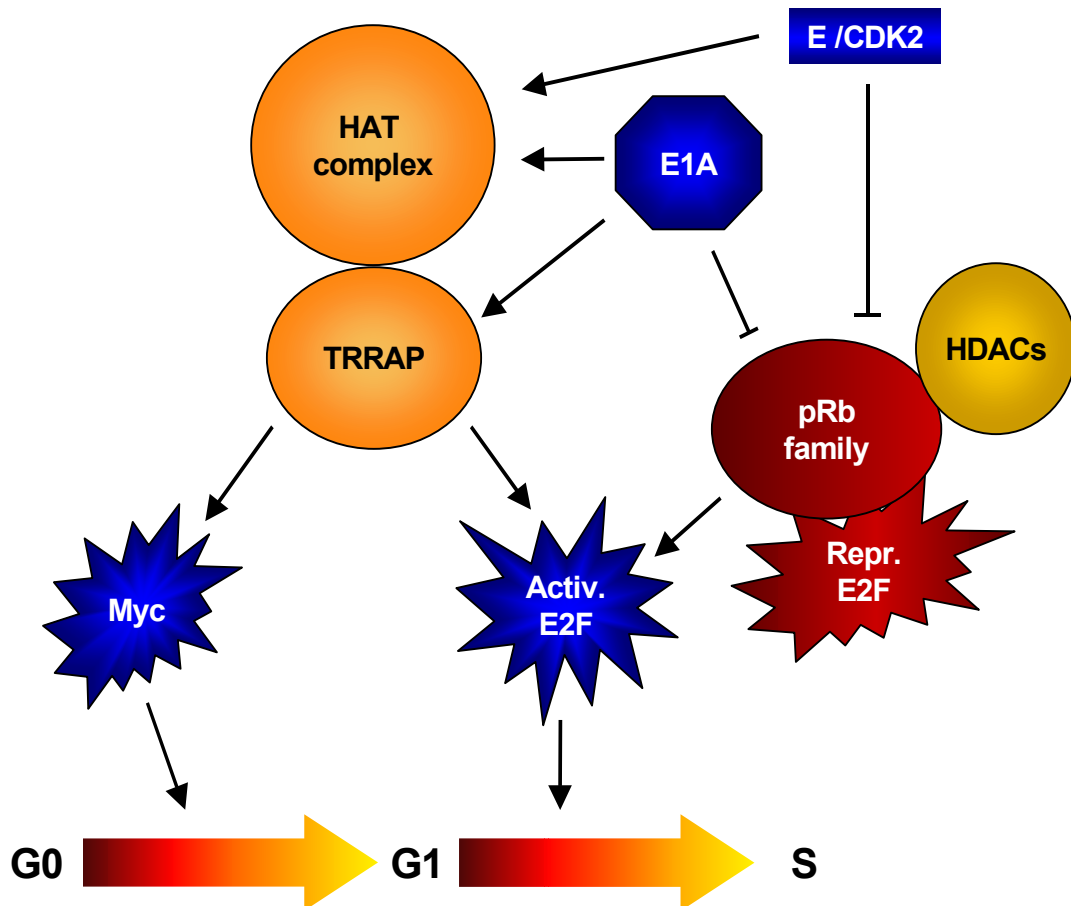 E /CDK2
HAT
complex
E1A
TRRAP
HDACs
pRb
family
Repr.
E2F
Activ.
E2F
Myc
G0
G1
S